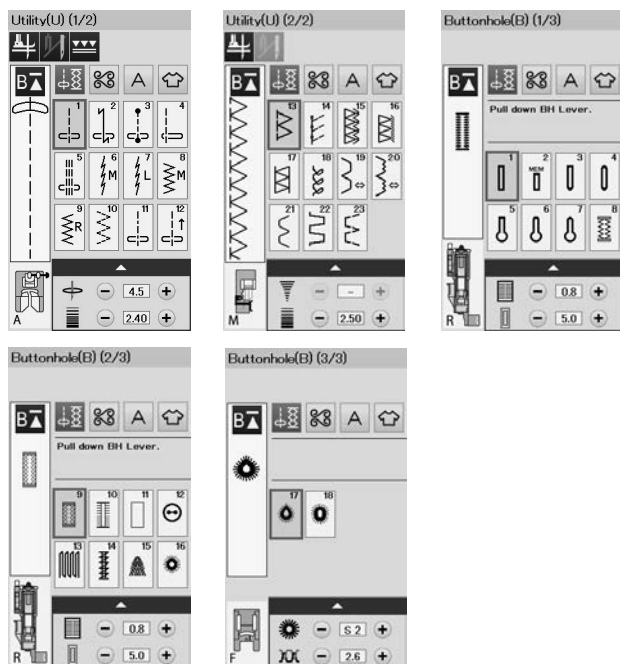 Utility(U) (1/2)
B A
1 2 3 4
5 6 M 7 L 8 M
9 R 10 11 12
4.5
A 2.40
Utility(U) (2/2)
B A
13 14 15 16
17 18 19 20
21 22 23
-
M 2.50
Buttonhole(B) (1/3)
B A
Pull down BH Lever.
1 2 MEM 3 4
5 6 7 8
0.8
R 5.0
Buttonhole(B) (2/3)
B A
Pull down BH Lever.
9 10 11 12
13 14 15 16
0.8
R 5.0
Buttonhole(B) (3/3)
B A
17 18
S 2
F 2.6